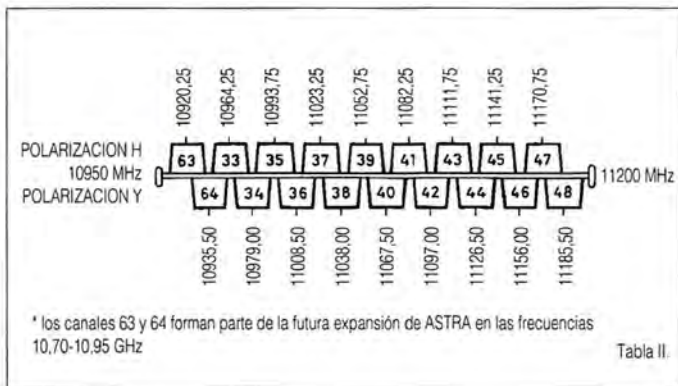 10920,25 10964,25 10993,75 11023,25 11052,75 11082,25 11111,75 11141,25 11170,75
POLARIZACION H
63 33 35 37 39 41 43 45 47
10950 MHz
11200 MHz
POLARIZACION Y
64 34 36 38 40 42 44 46 48
10935,50 10979,00 11008,50 11038,00 11067,50 11097,00 11126,50 11156,00 11185,50
* los canales 63 y 64 forman parte de la futura expansión de ASTRA en las frecuencias
10,70-10,95 GHz
Tabla II.